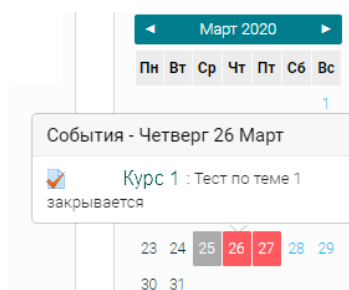 ◄ Март 2020 ►
Пн Вт Ср Чт Пт Сб Вс
1
События - Четверг 26 Март
Курс 1 : Тест по теме 1
закрывается
23 24 25 26 27 28 29
30 31